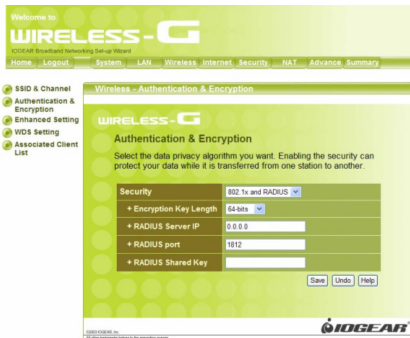 Welcome to
WIRELESS-G
IOGEAR Broadband Networking Set-up Wizard
Home Logout System LAN Wireless Internet Security NAT Advance Summary
SSID & Channel
Authentication & Encryption
Enhanced Setting
WDS Setting
Associated Client List
Wireless - Authentication & Encryption
WIRELESS-G
Authentication & Encryption
Select the data privacy algorithm you want. Enabling the security can
protect your data while it is transferred from one station to another.
Security 802.1x and RADIUS
+ Encryption Key Length 64-bits
+ RADIUS Server IP 0.0.0.0
+ RADIUS port 1812
+ RADIUS Shared Key
Save Undo Help
IOGEAR